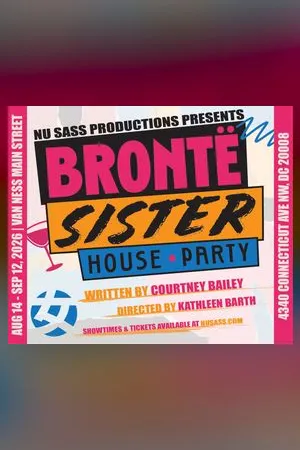 NU SASS PRODUCTIONS PRESENTS
BRONTË
SISTER
HOUSE • PARTY
WRITTEN BY COURTNEY BAILEY
DIRECTED BY KATHLEEN BARTH
SHOWTIMES & TICKETS AVAILABLE AT NUSASS.COM
AUG 14 - SEP 12, 2026 | VAN NESS MAIN STREET
4340 CONNECTICUT AVE NW, DC 20008